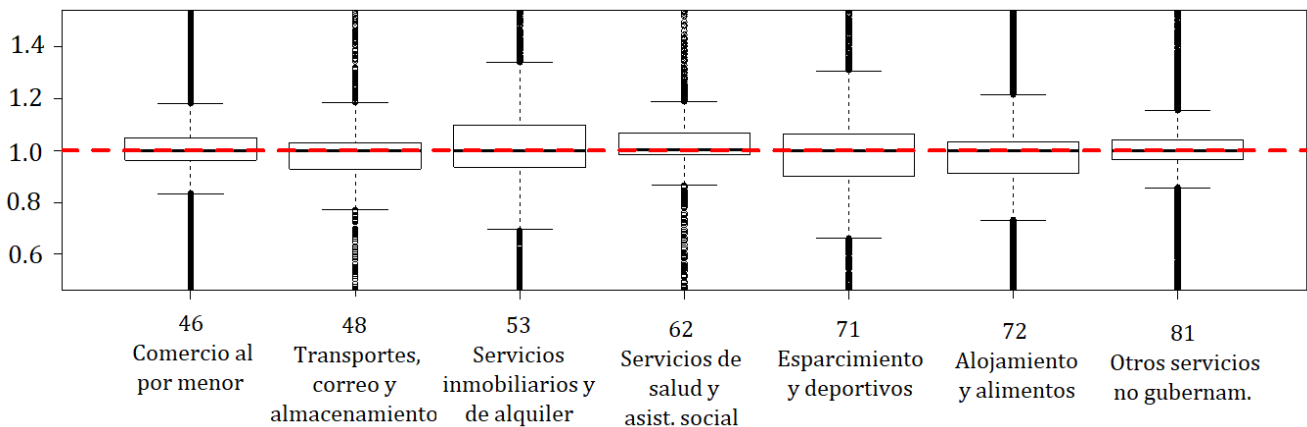 1.4
1.2
1.0
0.8
0.6
46
Comercio al
por menor
48
Transportes,
correo y
almacenamiento
53
Servicios
inmobiliarios y
de alquiler
62
Servicios de
salud y
asist. social
71
Esparcimiento
y deportivos
72
Alojamiento
y alimentos
81
Otros servicios
no gubernam.